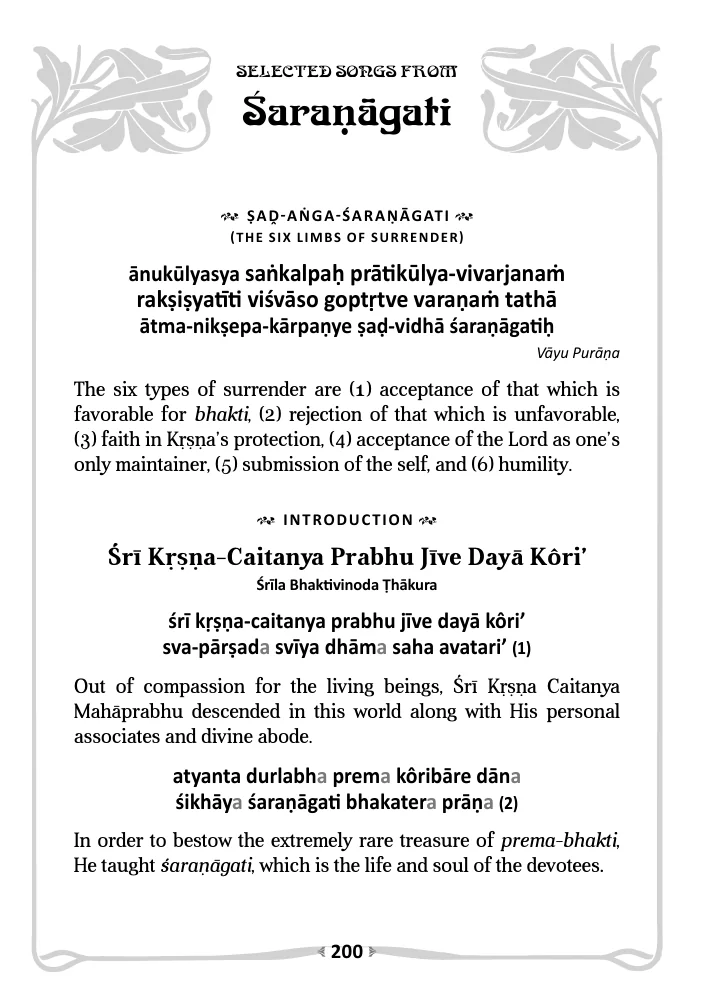 SELECTED SONGS FROM
Śaraṇāgati
ṢAḒ-AṄGA-ŚARAṆĀGATI
(THE SIX LIMBS OF SURRENDER)
ānukūlyasya saṅkalpaḥ prātikūlya-vivarjanaṁ
rakṣiṣyatīti viśvāso goptṛtve varaṇaṁ tathā
ātma-nikṣepa-kārpaṇye ṣaḍ-vidhā śaraṇāgatiḥ
Vāyu Purāṇa
The six types of surrender are (1) acceptance of that which is
favorable for bhakti, (2) rejection of that which is unfavorable,
(3) faith in Kṛṣṇa’s protection, (4) acceptance of the Lord as one’s
only maintainer, (5) submission of the self, and (6) humility.
INTRODUCTION
Śrī Kṛṣṇa-Caitanya Prabhu Jīve Dayā Kôri’
Śrīla Bhaktivinoda Ṭhākura
śrī kṛṣṇa-caitanya prabhu jīve dayā kôri’
sva-pārṣada svīya dhāma saha avatari’ (1)
Out of compassion for the living beings, Śrī Kṛṣṇa Caitanya
Mahāprabhu descended in this world along with His personal
associates and divine abode.
atyanta durlabha prema kôribāre dāna
śikhāya śaraṇāgati bhakatera prāṇa (2)
In order to bestow the extremely rare treasure of prema-bhakti,
He taught śaraṇāgati, which is the life and soul of the devotees.
200